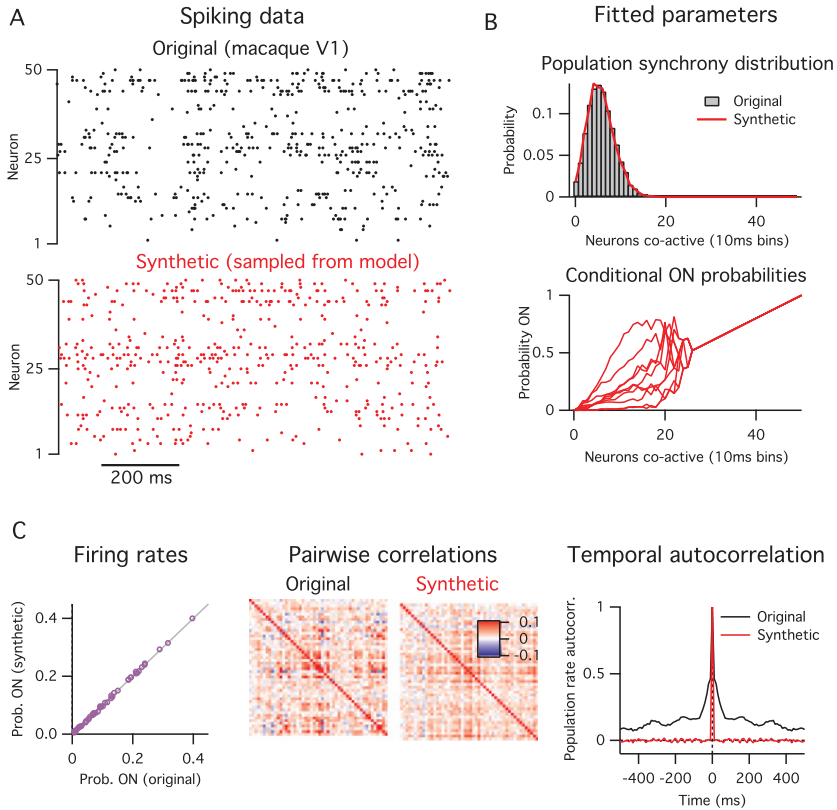 A
Spiking data
Original (macaque V1)
50
25
1
Neuron
Synthetic (sampled from model)
50
25
1
Neuron
200 ms
B
Fitted parameters
Population synchrony distribution
Original
Synthetic
0.1
0.05
0
Probability
0 20 40
Neurons co-active (10ms bins)
Conditional ON probabilities
1
0.5
0
Probability ON
0 20 40
Neurons co-active (10ms bins)
C
Firing rates
0.4
0.2
0.0
Prob. ON (synthetic)
0 0.2 0.4
Prob. ON (original)
Pairwise correlations
Original Synthetic
0.1
0
-0.1
Temporal autocorrelation
Original
Synthetic
1
0.5
0
Population rate autocorr.
-400 -200 0 200 400
Time (ms)